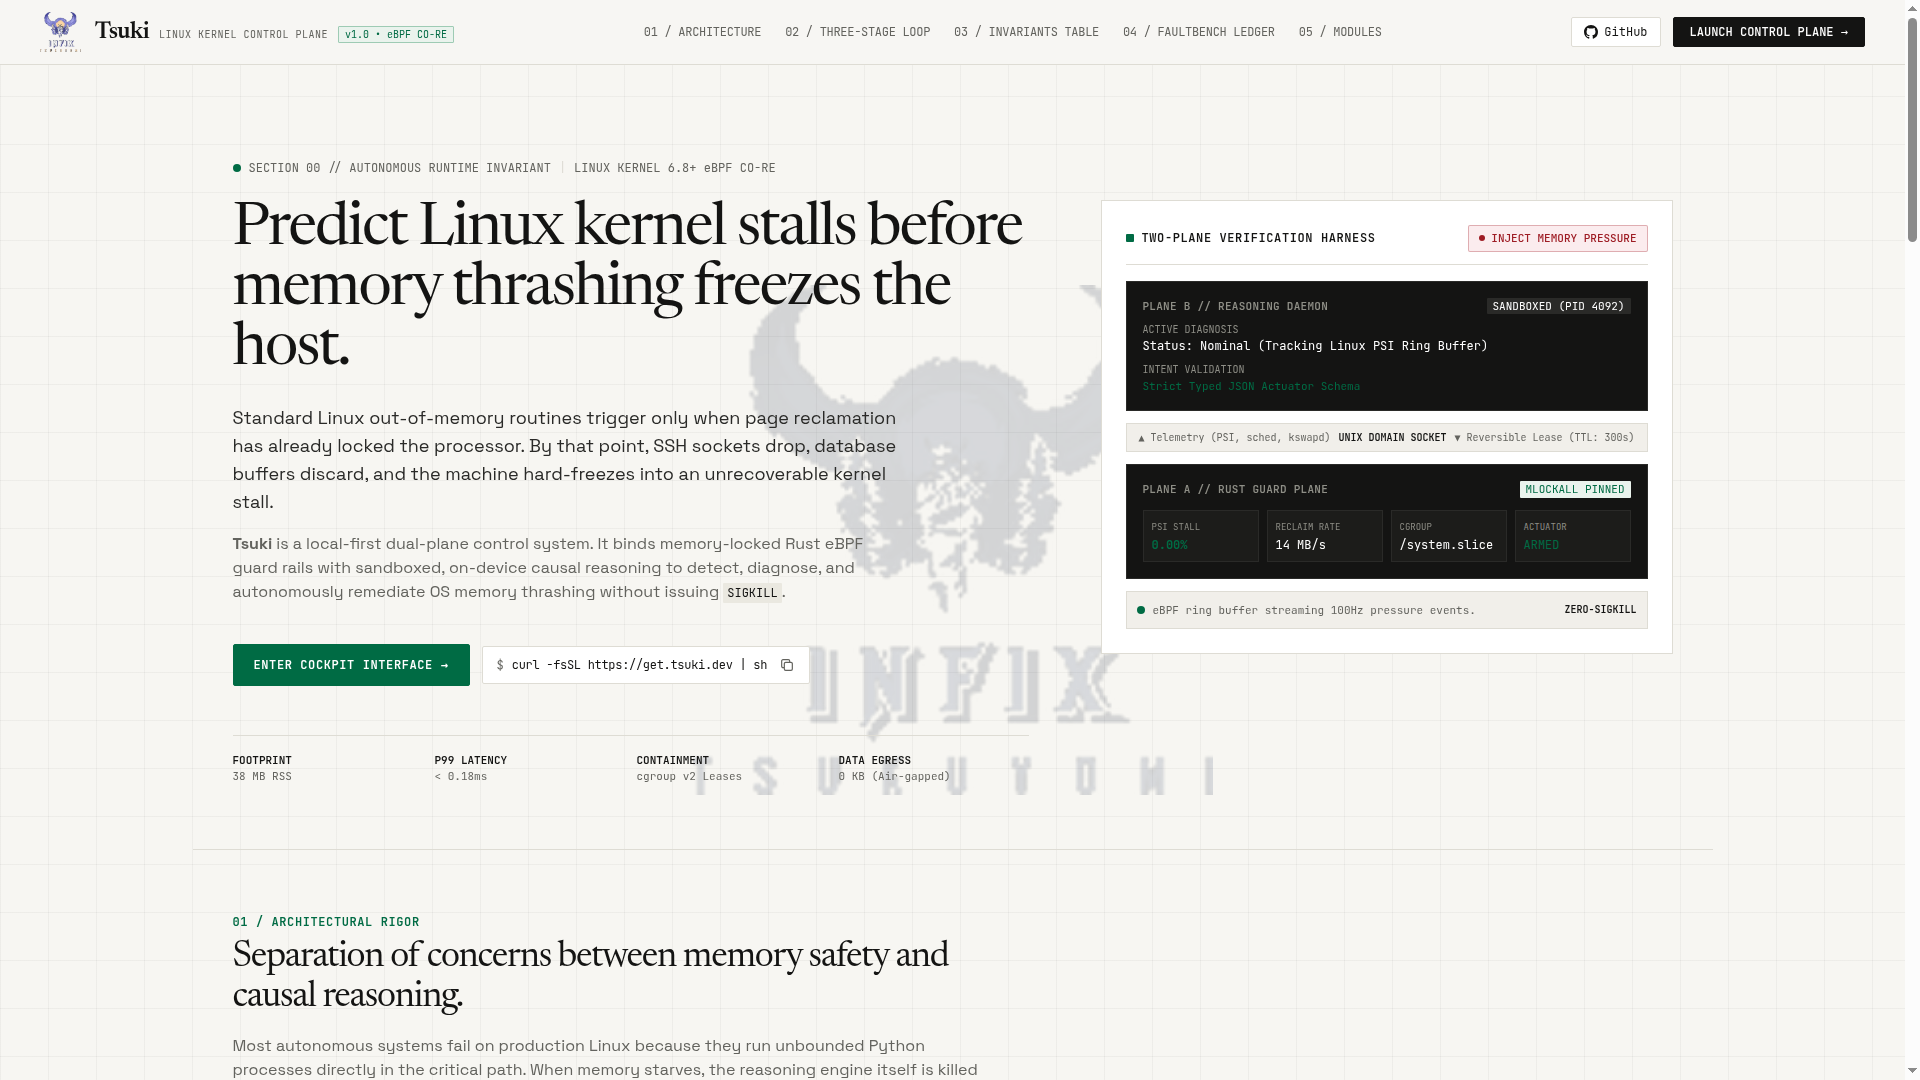 INFIX
Tsuki LINUX KERNEL CONTROL PLANE v1.0 • eBPF CO-RE
01 / ARCHITECTURE 02 / THREE-STAGE LOOP 03 / INVARIANTS TABLE 04 / FAULTBENCH LEDGER 05 / MODULES
GitHub
LAUNCH CONTROL PLANE →
SECTION 00 // AUTONOMOUS RUNTIME INVARIANT | LINUX KERNEL 6.8+ eBPF CO-RE
Predict Linux kernel stalls before
memory thrashing freezes the
host.
Standard Linux out-of-memory routines trigger only when page reclamation
has already locked the processor. By that point, SSH sockets drop, database
buffers discard, and the machine hard-freezes into an unrecoverable kernel
stall.
Tsuki is a local-first dual-plane control system. It binds memory-locked Rust eBPF
guard rails with sandboxed, on-device causal reasoning to detect, diagnose, and
autonomously remediate OS memory thrashing without issuing SIGKILL.
ENTER COCKPIT INTERFACE →
$ curl -fsSL https://get.tsuki.dev | sh
FOOTPRINT
38 MB RSS
P99 LATENCY
< 0.18ms
CONTAINMENT
cgroup v2 Leases
DATA EGRESS
0 KB (Air-gapped)
INFIX
TSUKUYOMI
TWO-PLANE VERIFICATION HARNESS
INJECT MEMORY PRESSURE
PLANE B // REASONING DAEMON
SANDBOXED (PID 4092)
ACTIVE DIAGNOSIS
Status: Nominal (Tracking Linux PSI Ring Buffer)
INTENT VALIDATION
Strict Typed JSON Actuator Schema
▲ Telemetry (PSI, sched, kswapd) UNIX DOMAIN SOCKET ▼ Reversible Lease (TTL: 300s)
PLANE A // RUST GUARD PLANE
MLOCKALL PINNED
PSI STALL
0.00%
RECLAIM RATE
14 MB/s
CGROUP
/system.slice
ACTUATOR
ARMED
eBPF ring buffer streaming 100Hz pressure events.
ZERO-SIGKILL
01 / ARCHITECTURAL RIGOR
Separation of concerns between memory safety and
causal reasoning.
Most autonomous systems fail on production Linux because they run unbounded Python
processes directly in the critical path. When memory starves, the reasoning engine itself is killed